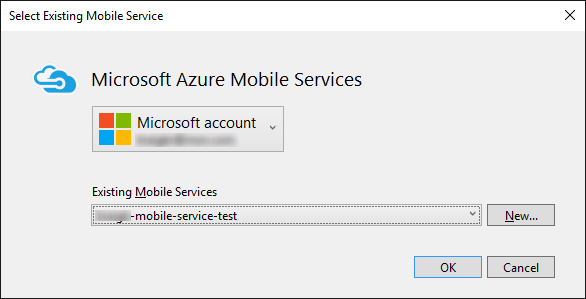 Select Existing Mobile Service
Microsoft Azure Mobile Services
Microsoft account
Existing Mobile Services
-mobile-service-test
New...
OK
Cancel